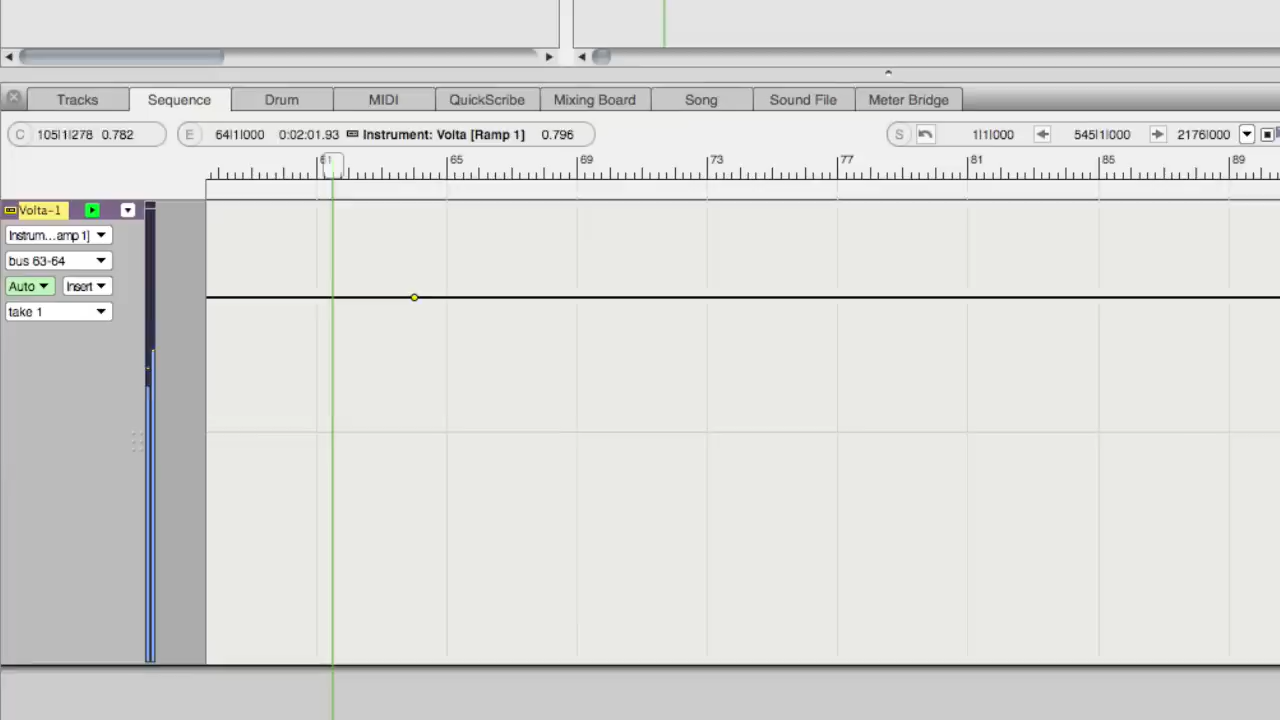 Tracks Sequence Drum MIDI QuickScribe Mixing Board Song Sound File Meter Bridge
C 105|1|278 0.782 E 64|1|000 0:02:01.93 Instrument: Volta [Ramp 1] 0.796 S 1|1|000 545|1|000 2176|000
61 65 69 73 77 81 85 89
Volta-1
Instrum...amp 1]
bus 63-64
Auto Insert
take 1